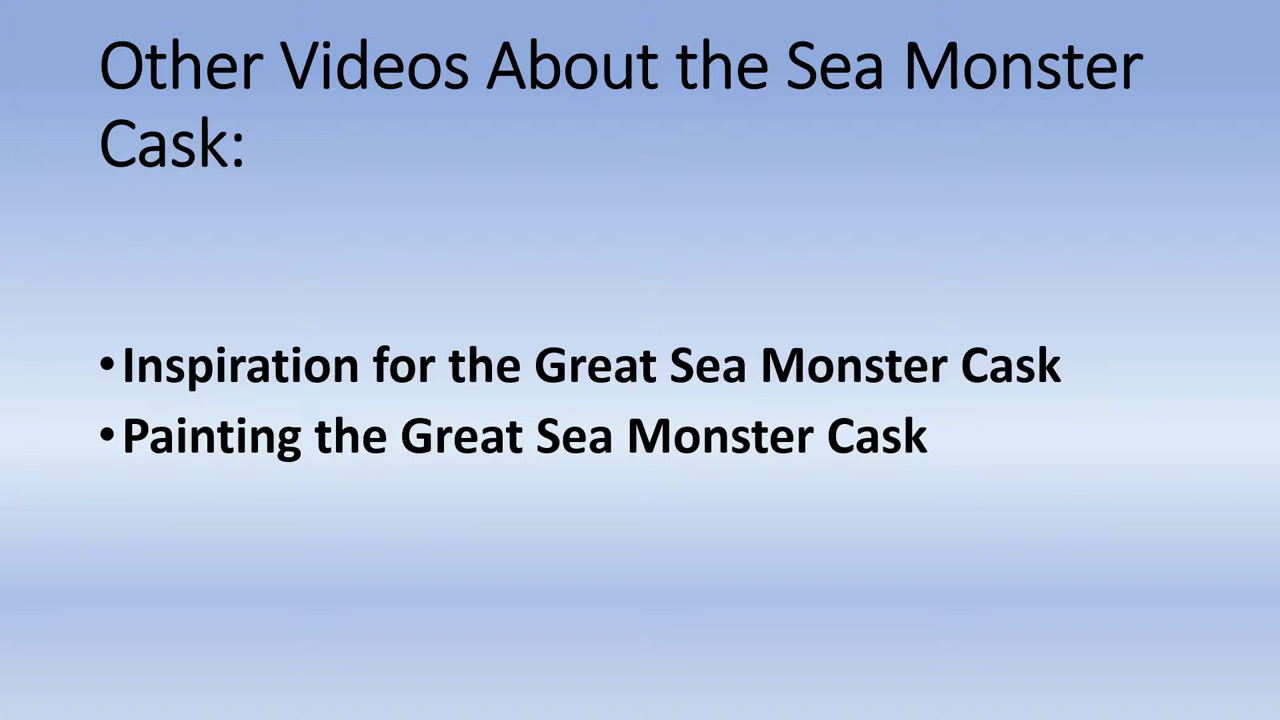 Other Videos About the Sea Monster
Cask:
•Inspiration for the Great Sea Monster Cask
•Painting the Great Sea Monster Cask